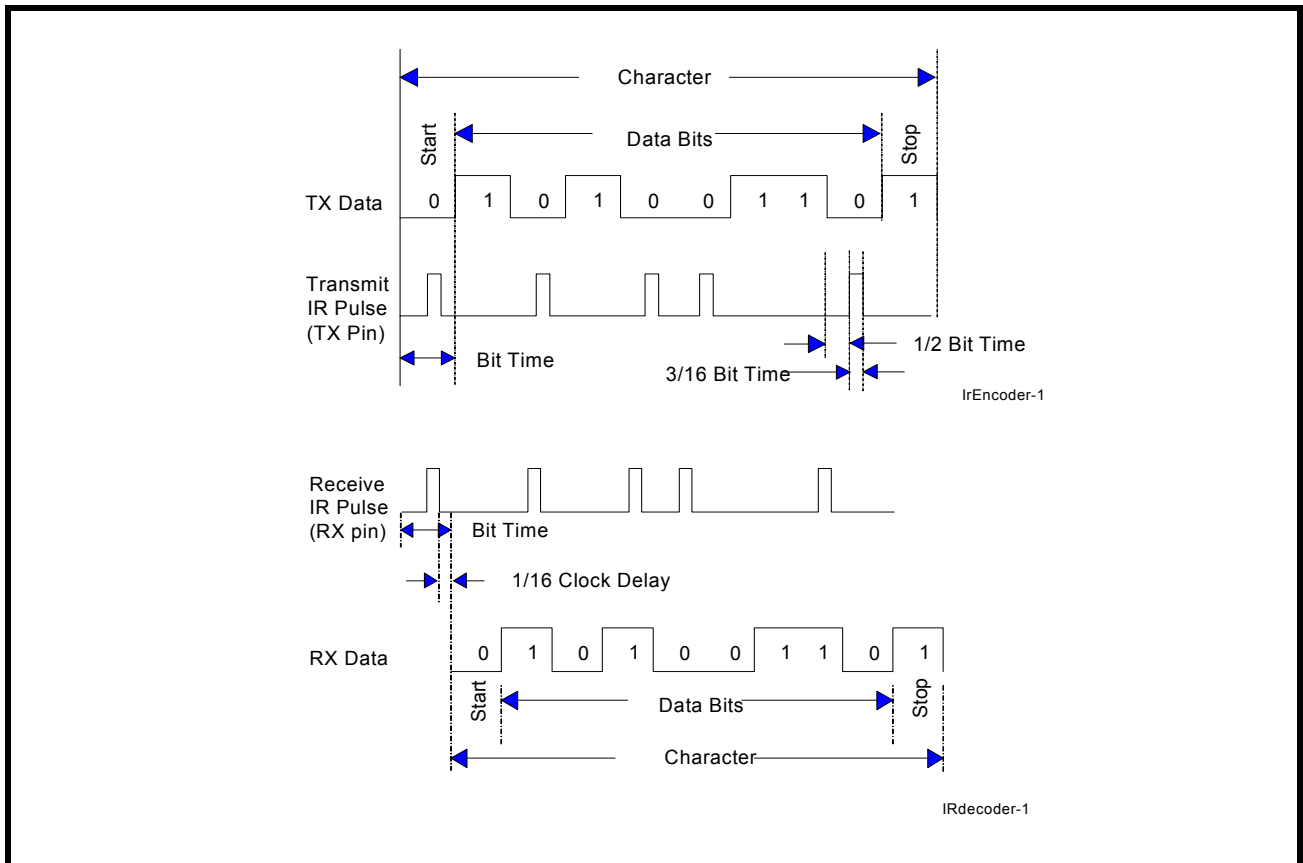 Character
Start
Data Bits
Stop
TX Data
0 1 0 1 0 0 1 1 0 1
Transmit
IR Pulse
(TX Pin)
Bit Time
1/2 Bit Time
3/16 Bit Time
IrEncoder-1
Receive
IR Pulse
(RX pin)
Bit Time
1/16 Clock Delay
RX Data
0 1 0 1 0 0 1 1 0 1
Start
Data Bits
Stop
Character
IRdecoder-1